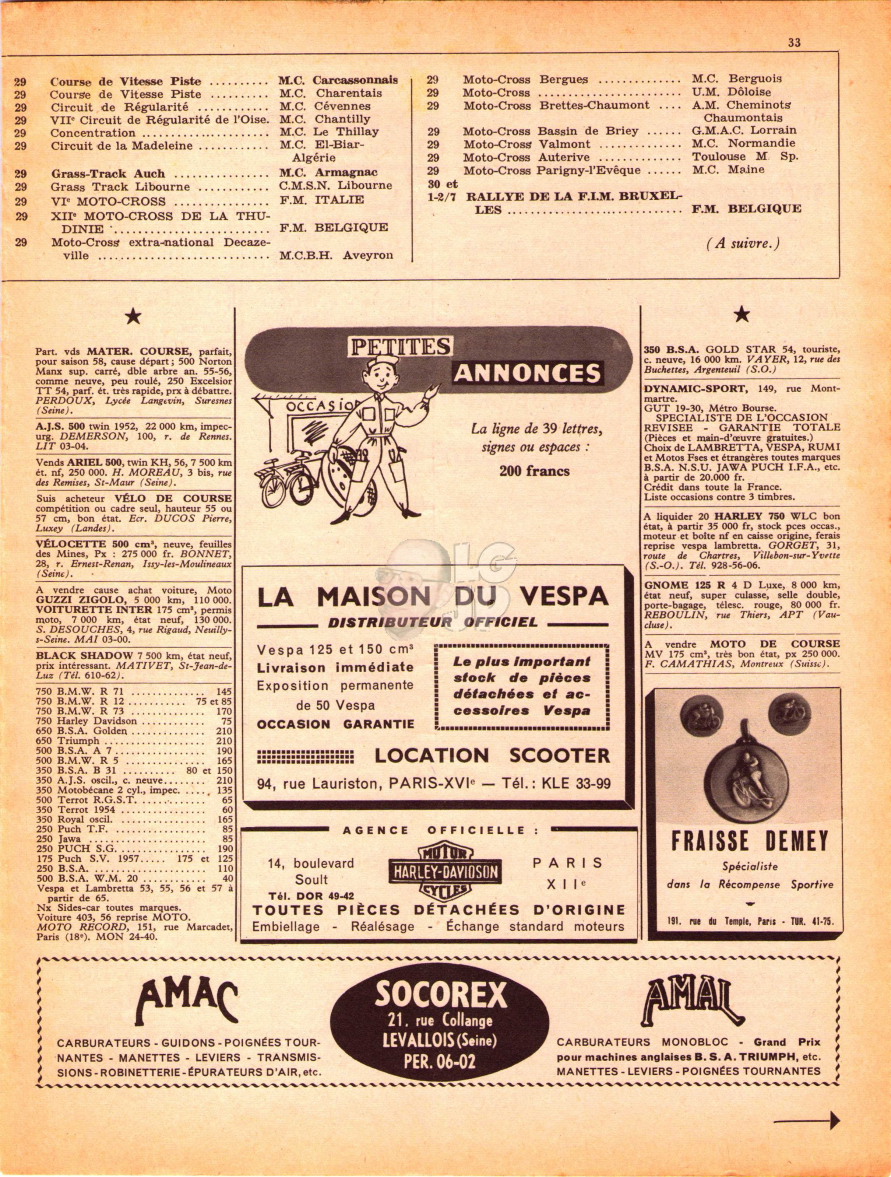 33
29 Course de Vitesse Piste .......... M.C. Carcassonnais
29 Course de Vitesse Piste .......... M.C. Charentais
29 Circuit de Régularité ............ M.C. Cévennes
29 VIIe Circuit de Régularité de l'Oise. M.C. Chantilly
29 Concentration .................... M.C. Le Thillay
29 Circuit de la Madeleine ........... M.C. El-Biar-
Algérie
29 Grass-Track Auch ................. M.C. Armagnac
29 Grass Track Libourne ............ C.M.S.N. Libourne
29 VIe MOTO-CROSS .................. F.M. ITALIE
29 XIIe MOTO-CROSS DE LA THU-
DINIE ........................... F.M. BELGIQUE
29 Moto-Cross extra-national Decaze-
ville ............................ M.C.B.H. Aveyron
29 Moto-Cross Bergues .............. M.C. Berguois
29 Moto-Cross ........................ U.M. Dôloise
29 Moto-Cross Brettes-Chaumont .... A.M. Cheminots
Chaumontais
29 Moto-Cross Bassin de Briey ...... G.M.A.C. Lorrain
29 Moto-Cross Valmont .............. M.C. Normandie
29 Moto-Cross Auterive .............. Toulouse M. Sp.
29 Moto-Cross Parigny-l'Evêque ...... M.C. Maine
30 et
1-2/7 RALLYE DE LA F.I.M. BRUXEL-
LES ............................. F.M. BELGIQUE
(A suivre.)
Part. vds MATER. COURSE, parfait,
pour saison 58, cause départ ; 500 Norton
Manx sup. carré, dble arbre an. 55-56,
comme neuve, peu roulé, 250 Excelsior
TT 54, parf. ét. très rapide, prx à débattre.
PERDOUX, Lycée Langevin, Suresnes
(Seine).
A.J.S. 500 twin 1952, 22 000 km, impec-
urg. DEMERSON, 100, r. de Rennes.
LIT 03-04.
Vends ARIEL 500, twin KH, 56, 7 500 km
ét. nf, 250 000. H. MOREAU, 3 bis, rue
des Remises, St-Maur (Seine).
Suis acheteur VÉLO DE COURSE
compétition ou cadre seul, hauteur 55 ou
57 cm, bon état. Ecr. DUCOS Pierre,
Luxey (Landes).
VÉLOCETTE 500 cm³, neuve, feuilles
des Mines, Px : 275 000 fr. BONNET,
28, r. Ernest-Renan, Issy-les-Moulineaux
(Seine).
A vendre cause achat voiture, Moto
GUZZI ZIGOLO, 5 000 km, 110 000.
VOITURETTE INTER 175 cm³, permis
moto, 7 000 km, état neuf, 130 000.
S. DESOUCHES, 4, rue Rigaud, Neuilly-
s-Seine. MAI 03-00.
BLACK SHADOW 7 500 km, état neuf,
prix intéressant. MATIVET, St-Jean-de-
Luz (Tél. 610-62).
750 B.M.W. R 71 .............. 145
750 B.M.W. R 12 ........... 75 et 85
750 B.M.W. R 73 .............. 170
750 Harley Davidson ............. 75
650 B.S.A. Golden .............. 210
650 Triumph ................... 210
500 B.S.A. A 7 ................. 190
500 B.M.W. R 5 ............... 165
350 B.S.A. B 31 .......... 80 et 150
350 A.J.S. oscil., c. neuve........ 210
350 Motobécane 2 cyl., impec. ..... 135
500 Terrot R.G.S.T. ............ 65
350 Terrot 1954 ................ 60
350 Royal oscil. ................ 165
250 Puch T.F. ................. 85
250 Jawa ....................... 85
250 PUCH S.G. ................ 190
175 Puch S.V. 1957..... 175 et 125
250 B.S.A. ..................... 110
500 B.S.A. W.M. 20 ............. 40
Vespa et Lambretta 53, 55, 56 et 57 à
partir de 65.
Nx Sides-car toutes marques.
Voiture 403, 56 reprise MOTO.
MOTO RECORD, 151, rue Marcadet,
Paris (18e). MON 24-40.
PETITES
ANNONCES
OCCASION
La ligne de 39 lettres,
signes ou espaces :
200 francs
LA MAISON DU VESPA
DISTRIBUTEUR OFFICIEL
Vespa 125 et 150 cm³
Livraison immédiate
Exposition permanente
de 50 Vespa
OCCASION GARANTIE
Le plus important
stock de pièces
détachées et ac-
cessoires Vespa
LOCATION SCOOTER
94, rue Lauriston, PARIS-XVIe — Tél.: KLE 33-99
AGENCE OFFICIELLE :
14, boulevard
Soult
Tél. DOR 49-42
MOTOR
HARLEY-DAVIDSON
CYCLES
PARIS
XIIe
TOUTES PIÈCES DÉTACHÉES D'ORIGINE
Embiellage - Réalésage - Échange standard moteurs
350 B.S.A. GOLD STAR 54, touriste,
c. neuve, 16 000 km. VAYER, 12, rue des
Buchettes, Argenteuil (S.O.)
DYNAMIC-SPORT, 149, rue Mont-
martre.
GUT 19-30, Métro Bourse.
SPECIALISTE DE L'OCCASION
REVISEE - GARANTIE TOTALE
(Pièces et main-d'œuvre gratuites.)
Choix de LAMBRETTA, VESPA, RUMI
et Motos Fses et étrangères toutes marques
B.S.A. N.S.U. JAWA PUCH I.F.A., etc.
à partir de 20.000 fr.
Crédit dans toute la France.
Liste occasions contre 3 timbres.
A liquider 20 HARLEY 750 WLC bon
état, à partir 35 000 fr, stock pces occas.,
moteur et boîte nf en caisse origine, ferais
reprise vespa lambretta. GORGET, 31,
route de Chartres, Villebon-sur-Yvette
(S.-O.). Tél. 928-56-06.
GNOME 125 R 4 D Luxe, 8 000 km,
état neuf, super culasse, selle double,
porte-bagage, télesc. rouge, 80 000 fr.
REBOULIN, rue Thiers, APT (Vau-
cluse).
A vendre MOTO DE COURSE
MV 175 cm³, très bon état, px 250 000.
F. CAMATHIAS, Montreux (Suisse).
FRAISSE DEMEY
Spécialiste
dans la Récompense Sportive
191, rue du Temple, Paris - TUR. 41-75.
AMAC
CARBURATEURS - GUIDONS - POIGNÉES TOUR-
NANTES - MANETTES - LEVIERS - TRANSMIS-
SIONS - ROBINETTERIE - ÉPURATEURS D'AIR, etc.
SOCOREX
21, rue Collange
LEVALLOIS (Seine)
PER. 06-02
AMAL
CARBURATEURS MONOBLOC - Grand Prix
pour machines anglaises B.S.A. TRIUMPH, etc.
MANETTES - LEVIERS - POIGNÉES TOURNANTES